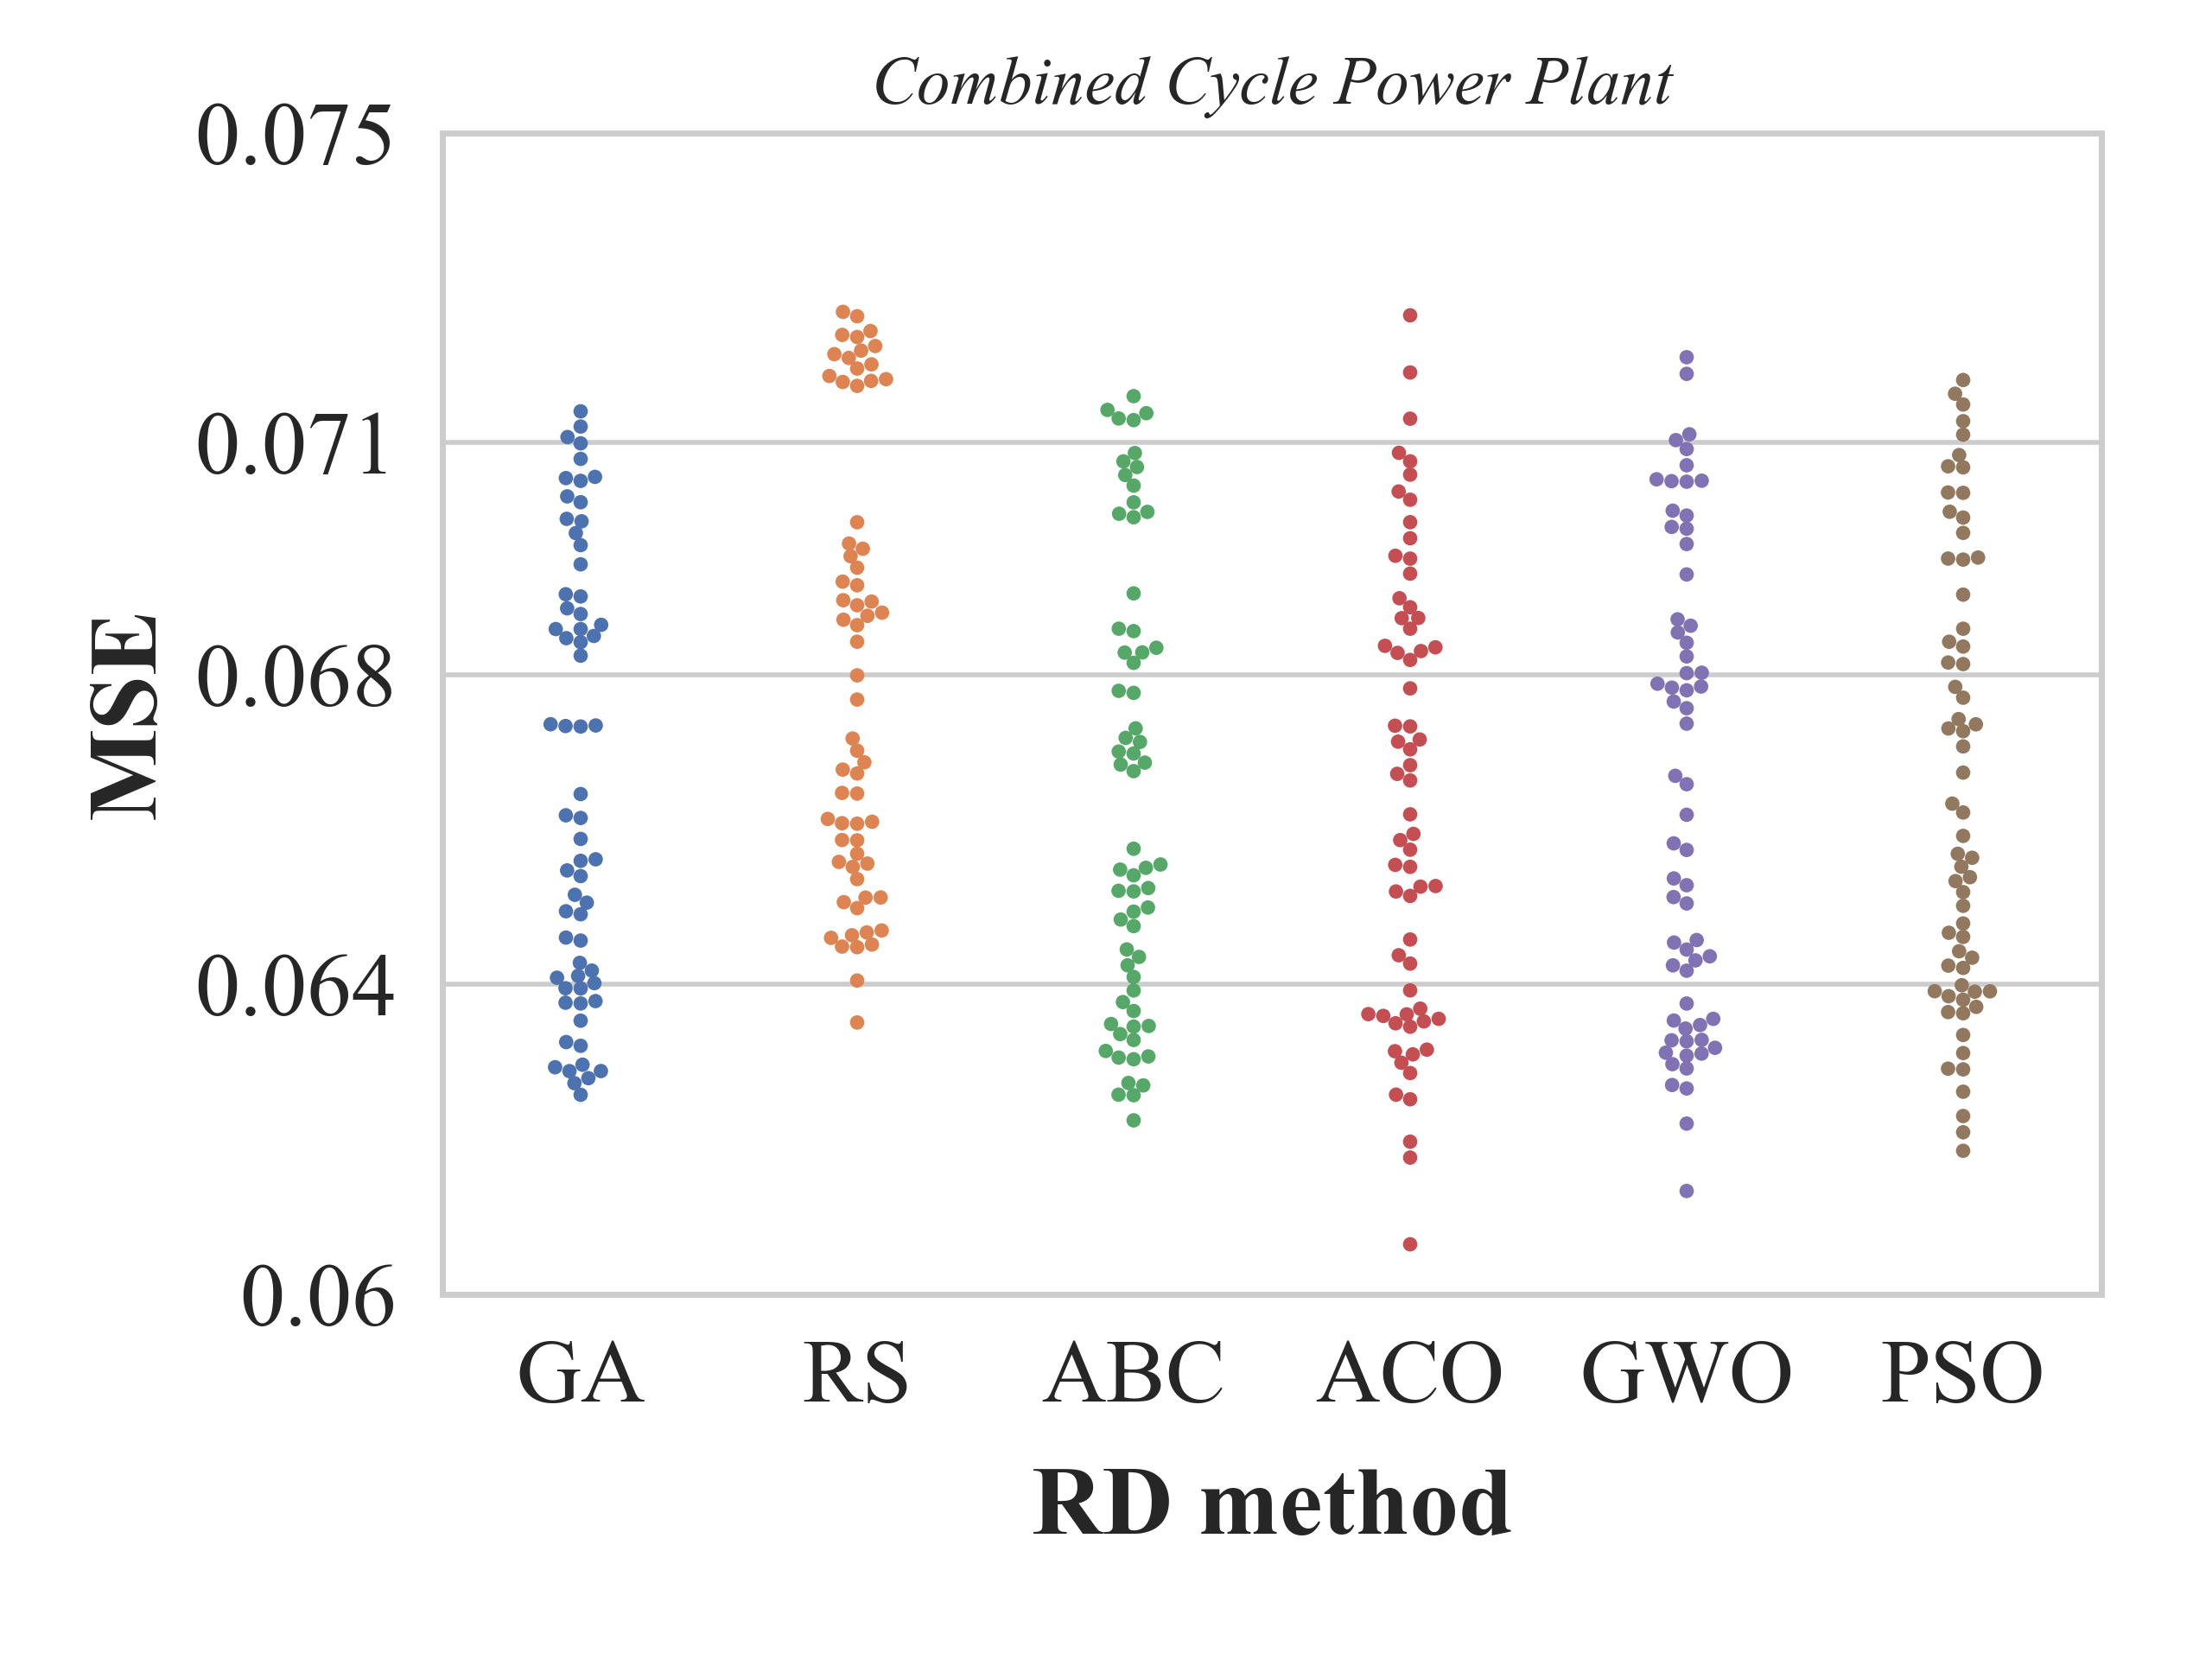 Combined Cycle Power Plant
0.075
0.071
0.068
0.064
0.06
MSE
GA RS ABC ACO GWO PSO
RD method